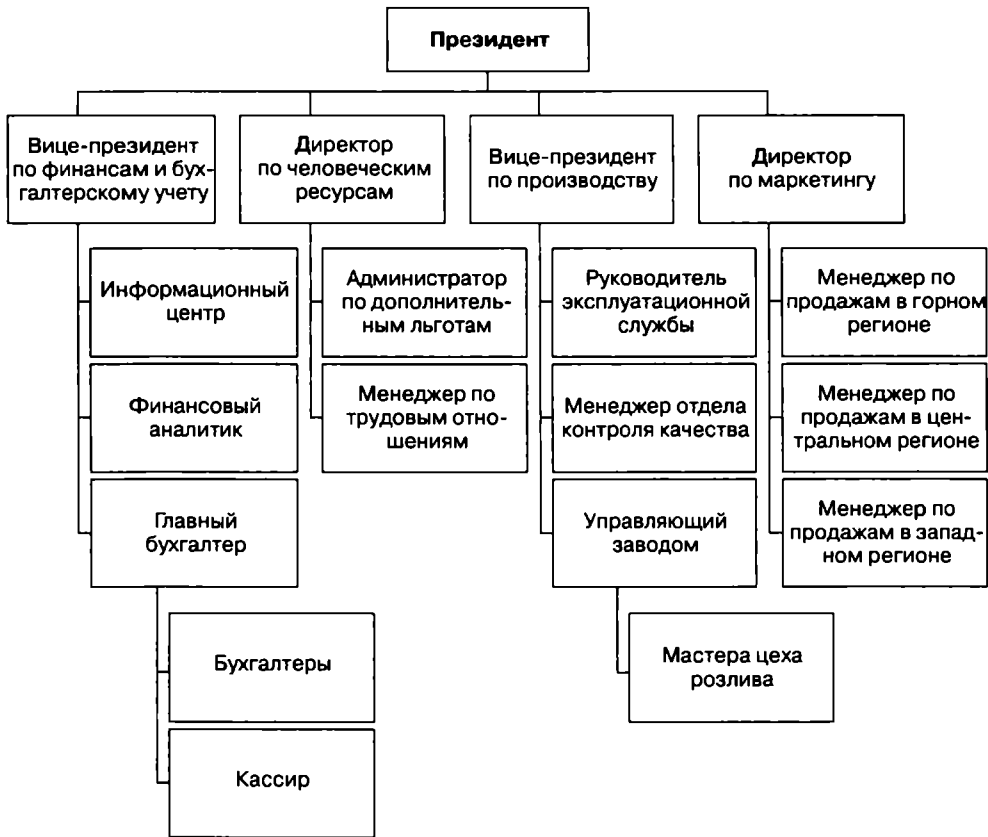 Президент
Вице-президент
по финансам и бух-
галтерскому учету
Директор
по человеческим
ресурсам
Вице-президент
по производству
Директор
по маркетингу
Информационный
центр
Администратор
по дополнитель-
ным льготам
Руководитель
эксплуатационной
службы
Менеджер по
продажам в горном
регионе
Финансовый
аналитик
Менеджер по
трудовым отно-
шениям
Менеджер отдела
контроля качества
Менеджер по
продажам в цен-
тральном регионе
Главный
бухгалтер
Управляющий
заводом
Менеджер по
продажам в запад-
ном регионе
Бухгалтеры
Мастера цеха
розлива
Кассир